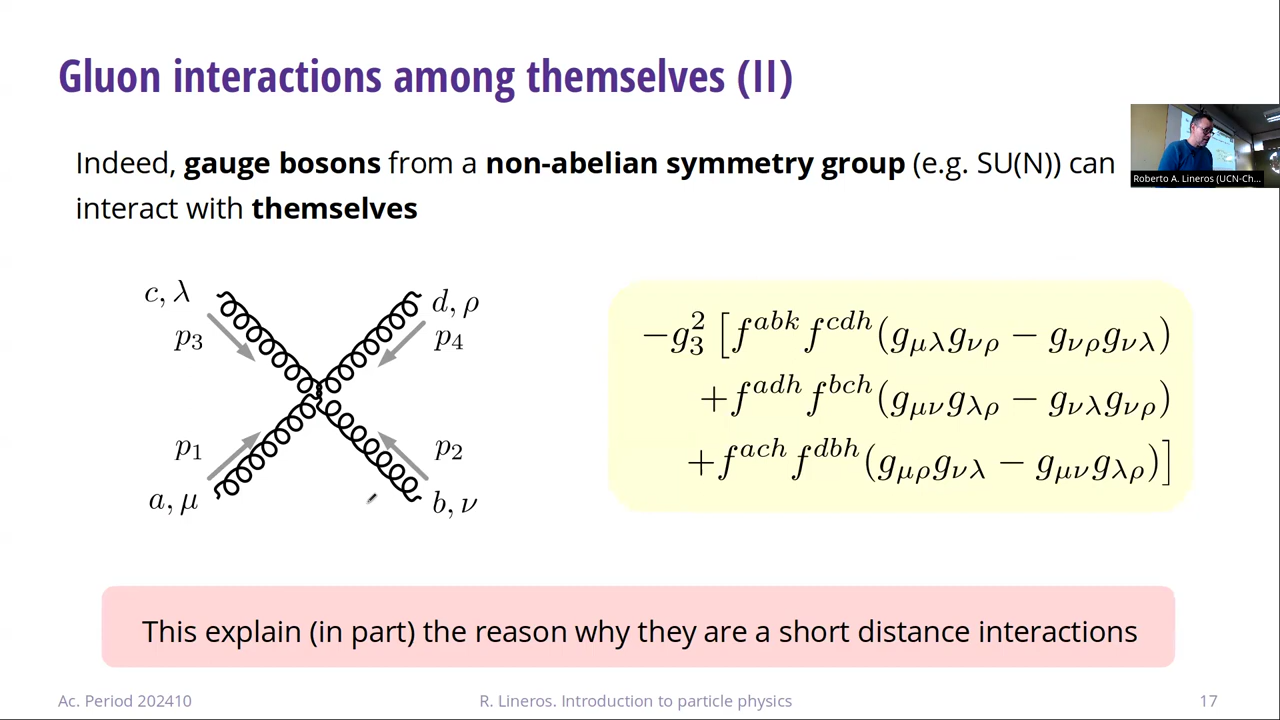 Gluon interactions among themselves (II)
Indeed, gauge bosons from a non-abelian symmetry group (e.g. SU(N)) can
interact with themselves
Roberto A. Lineros (UCN-Ch...
c, λ
d, ρ
p₃
p₄
p₁
p₂
a, μ
b, ν
−g₃² [f^{abk} f^{cdh}(g_{μλ}g_{νρ} − g_{νρ}g_{νλ})
+f^{adh} f^{bch}(g_{μν}g_{λρ} − g_{νλ}g_{νρ})
+f^{ach} f^{dbh}(g_{μρ}g_{νλ} − g_{μν}g_{λρ})]
This explain (in part) the reason why they are a short distance interactions
Ac. Period 202410
R. Lineros. Introduction to particle physics
17